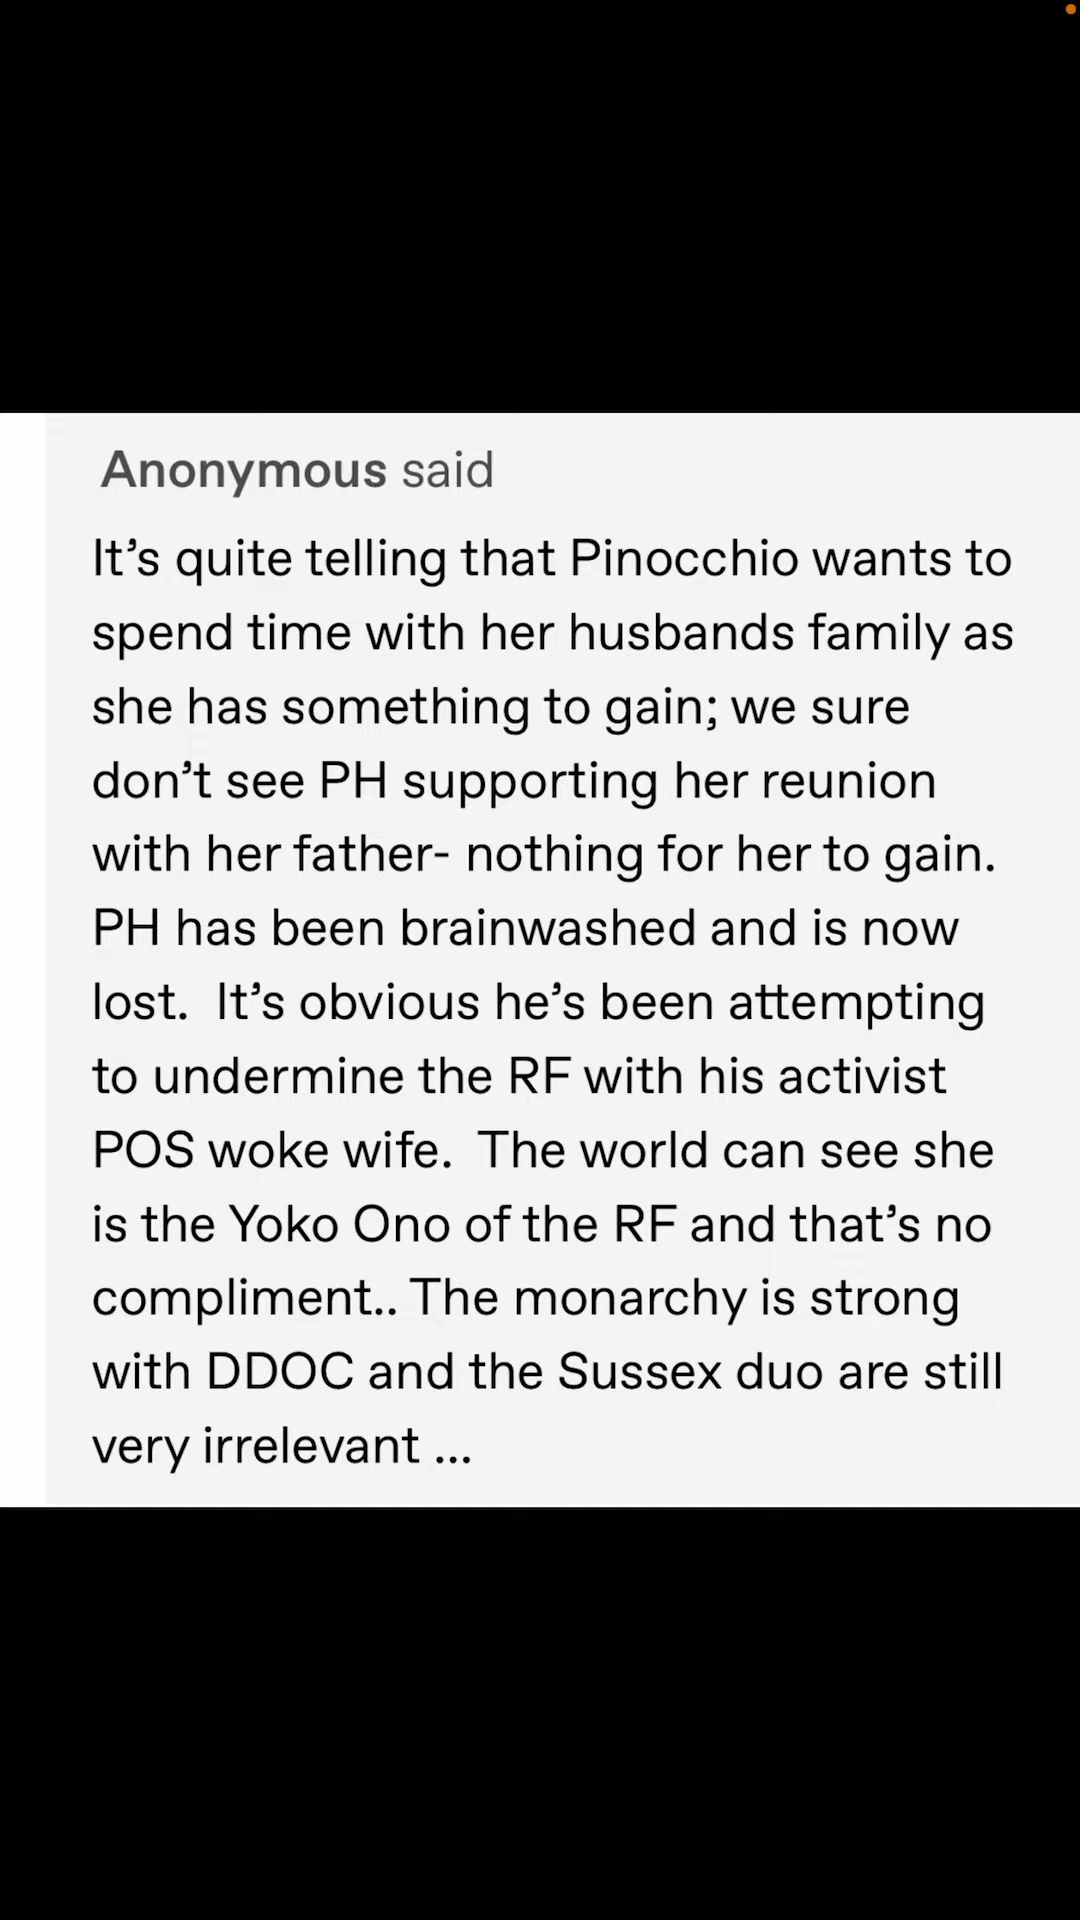 Anonymous said
It’s quite telling that Pinocchio wants to
spend time with her husbands family as
she has something to gain; we sure
don’t see PH supporting her reunion
with her father- nothing for her to gain.
PH has been brainwashed and is now
lost.  It’s obvious he’s been attempting
to undermine the RF with his activist
POS woke wife.  The world can see she
is the Yoko Ono of the RF and that’s no
compliment.. The monarchy is strong
with DDOC and the Sussex duo are still
very irrelevant ...